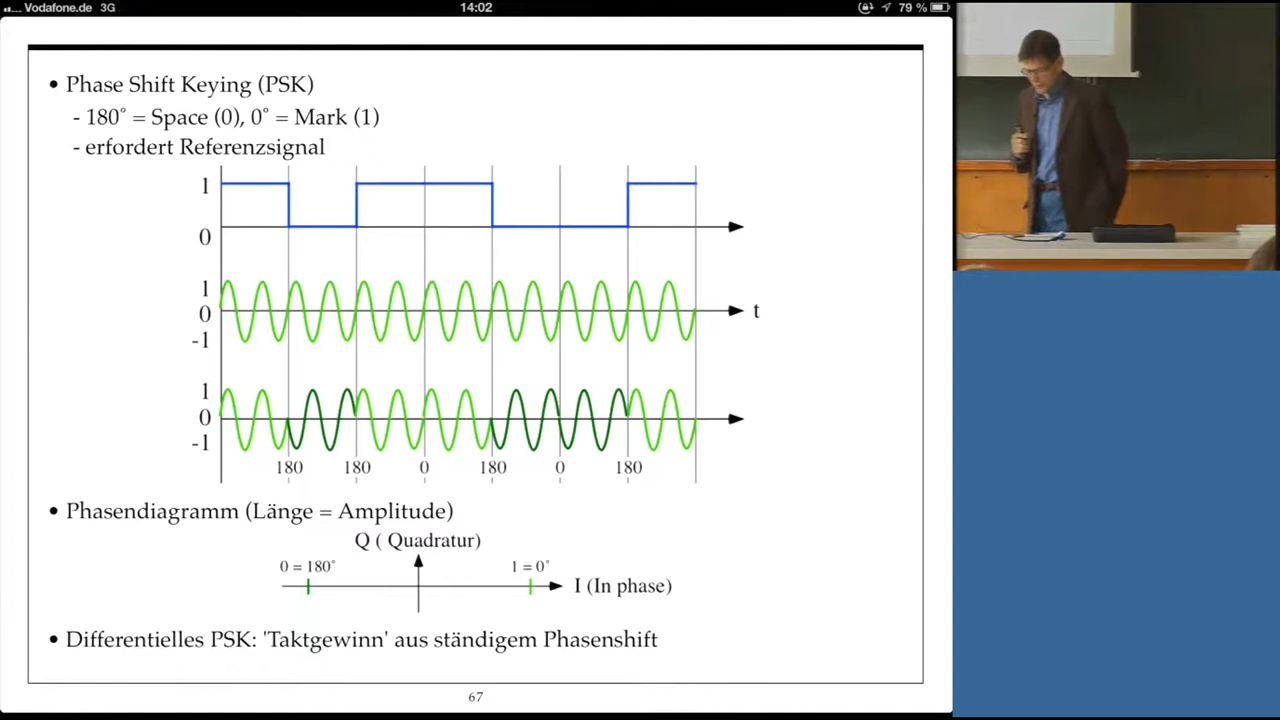 Vodafone.de 3G 14:02 79 %
• Phase Shift Keying (PSK)
- 180° = Space (0), 0° = Mark (1)
- erfordert Referenzsignal
1
0
1
0
-1
t
1
0
-1
180 180 0 180 0 180
• Phasendiagramm (Länge = Amplitude)
Q ( Quadratur)
0 = 180° 1 = 0°
I (In phase)
• Differentielles PSK: 'Taktgewinn' aus ständigem Phasenshift
67